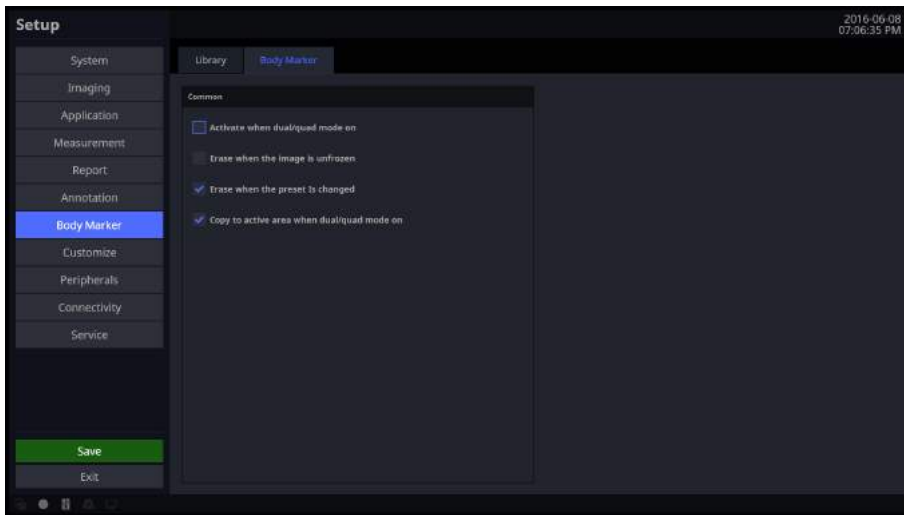 Setup
2016-06-08
07:06:35 PM
System
Imaging
Application
Measurement
Report
Annotation
Body Marker
Customize
Peripherals
Connectivity
Service
Save
Exit
Library
Body Marker
Common
Activate when dual/quad mode on
Erase when the image is unfrozen
Erase when the preset Is changed
Copy to active area when dual/quad mode on